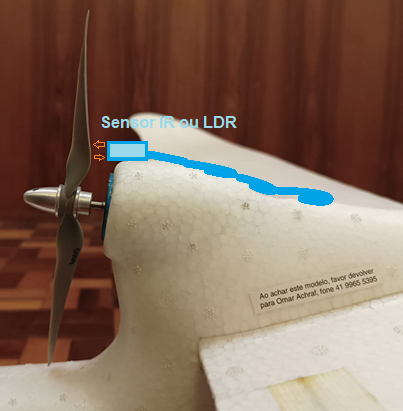 Sensor IR ou LDR
Ao achar este modelo, favor devolver
para Omar Achraf, fone 41 9965 5395